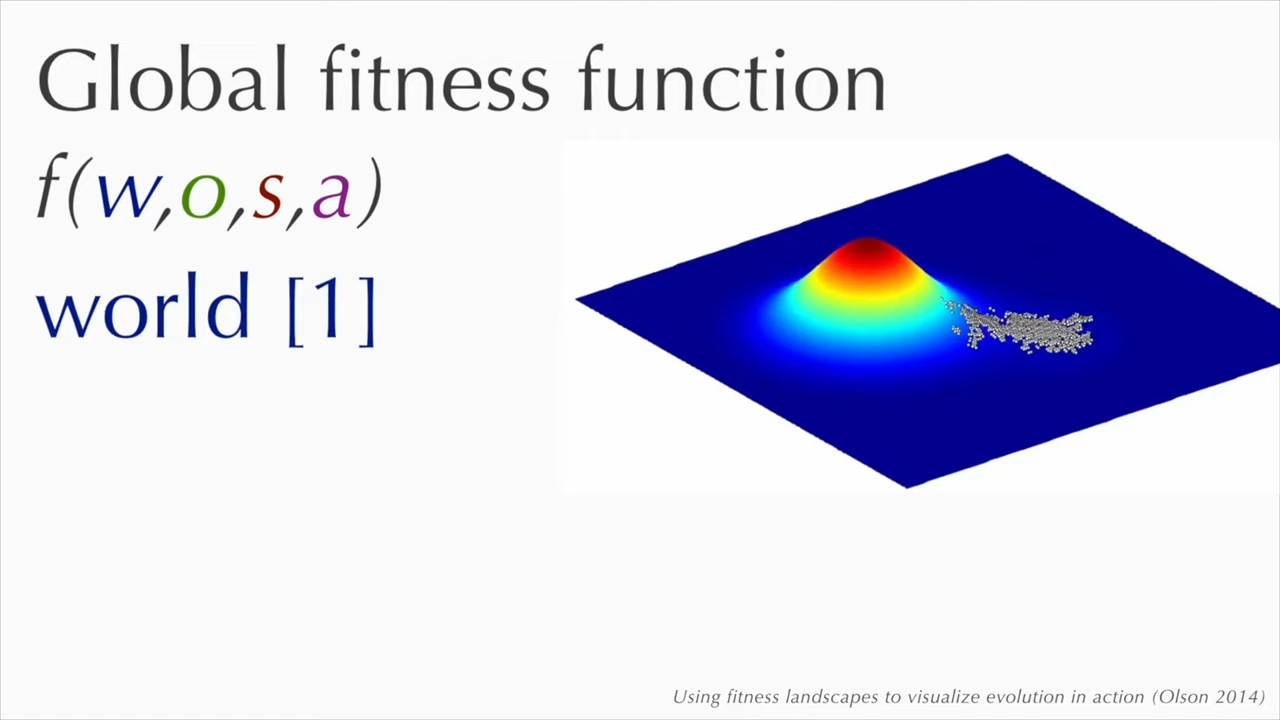 Global fitness function
f(w,o,s,a)
world [1]
Using fitness landscapes to visualize evolution in action (Olson 2014)